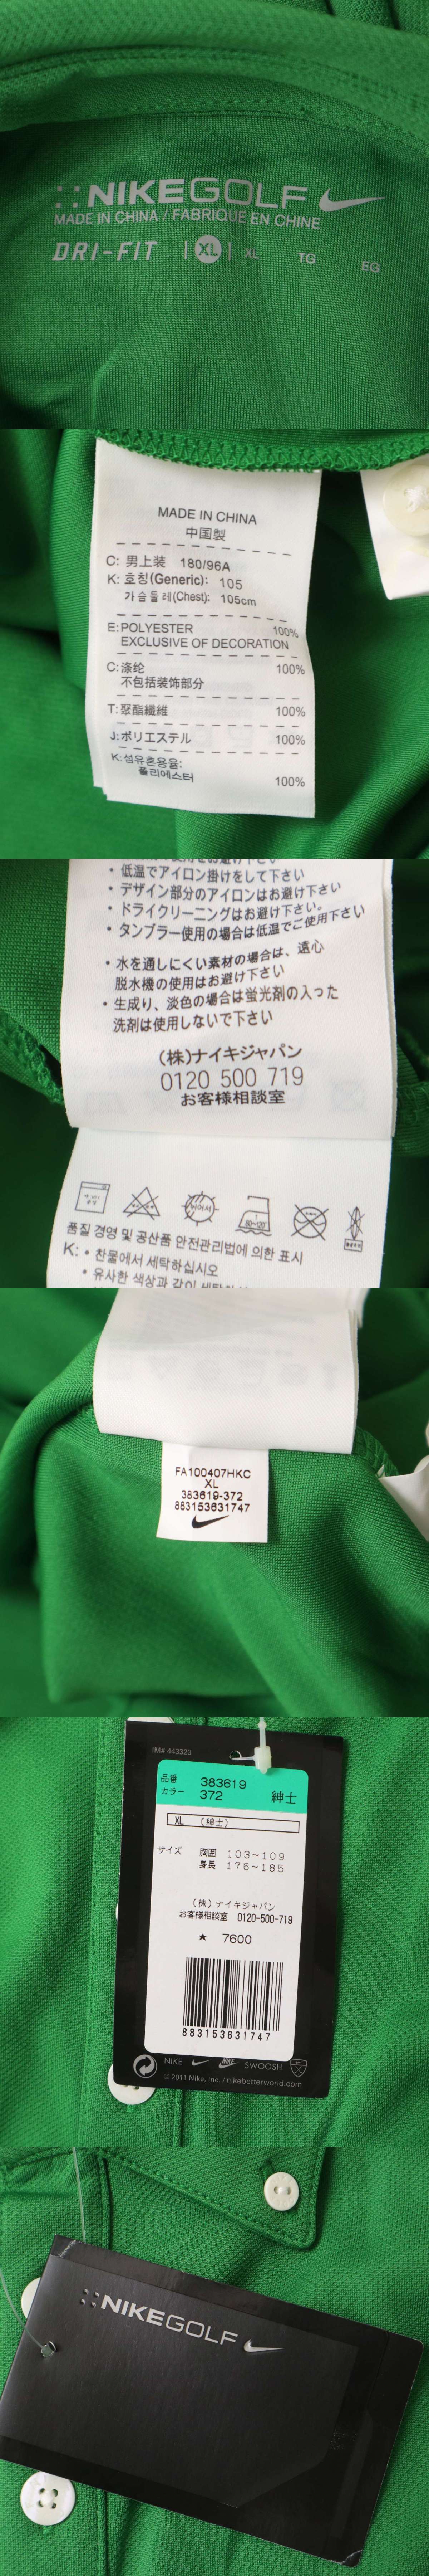 NIKEGOLF
MADE IN CHINA / FABRIQUE EN CHINE
DRI-FIT | XL | XL TG EG
MADE IN CHINA
中国製
C: 男上装 180/96A
K: 호칭(Generic): 105
가슴둘레(Chest): 105cm
E:POLYESTER 100%
EXCLUSIVE OF DECORATION
C:涤纶 100%
不包括装饰部分
T:聚酯纖維 100%
J:ポリエステル 100%
K:섬유혼용율:
폴리에스터 100%
・低温でアイロン掛けをして下さい
・デザイン部分のアイロンはお避け下さい
・ドライクリーニングはお避け下さい。
・タンブラー使用の場合は低温でご使用下さい
・水を通しにくい素材の場合は、遠心
脱水機の使用はお避け下さい
・生成り、淡色の場合は蛍光剤の入った
洗剤は使用しないで下さい
(株)ナイキジャパン
0120 500 719
お客様相談室
품질 경영 및 공산품 안전관리법에 의한 표시
K: • 찬물에서 세탁하십시오
• 유사한 색상과 같이
FA100407HKC
XL
383619-372
883153631747
IM# 443323
品番 383619
カラー 372 紳士
XL (紳士)
サイズ 胸囲 103~109
身長 176~185
(株)ナイキジャパン
お客様相談室 0120-500-719
★ 7600
883153631747
NIKE NIKE SWOOSH
© 2011 Nike, Inc. / nikebetterworld.com
NIKEGOLF